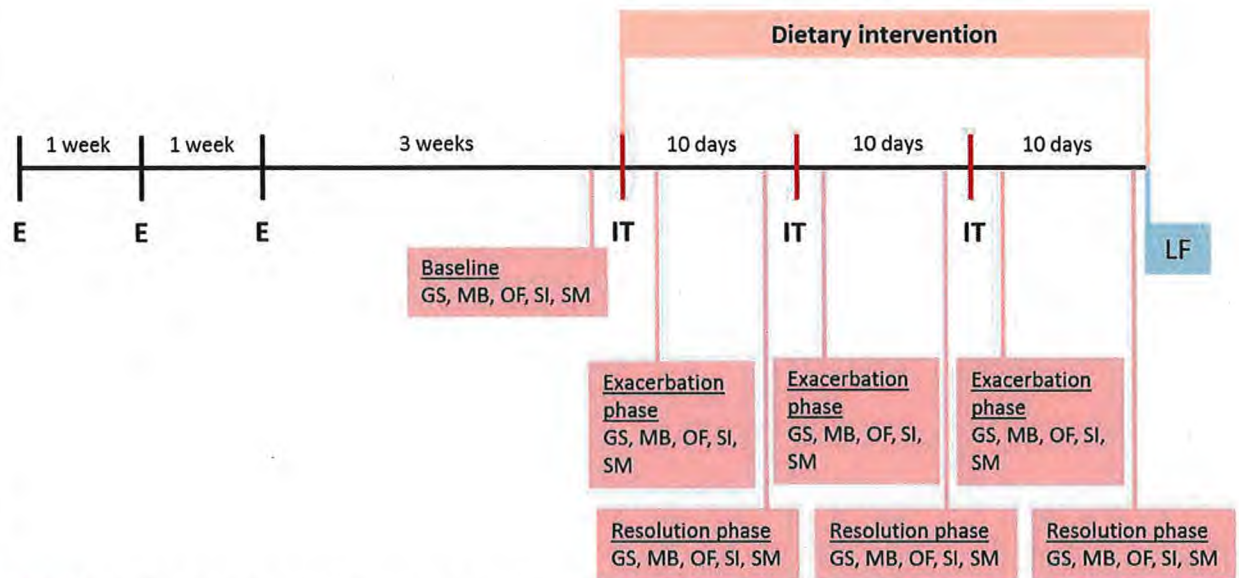 Dietary intervention
1 week
1 week
3 weeks
10 days
10 days
10 days
E
E
E
IT
IT
IT
LF
Baseline
GS, MB, OF, SI, SM
Exacerbation
phase
GS, MB, OF, SI,
SM
Exacerbation
phase
GS, MB, OF, SI,
SM
Exacerbation
phase
GS, MB, OF, SI,
SM
Resolution phase
GS, MB, OF, SI, SM
Resolution phase
GS, MB, OF, SI, SM
Resolution phase
GS, MB, OF, SI, SM